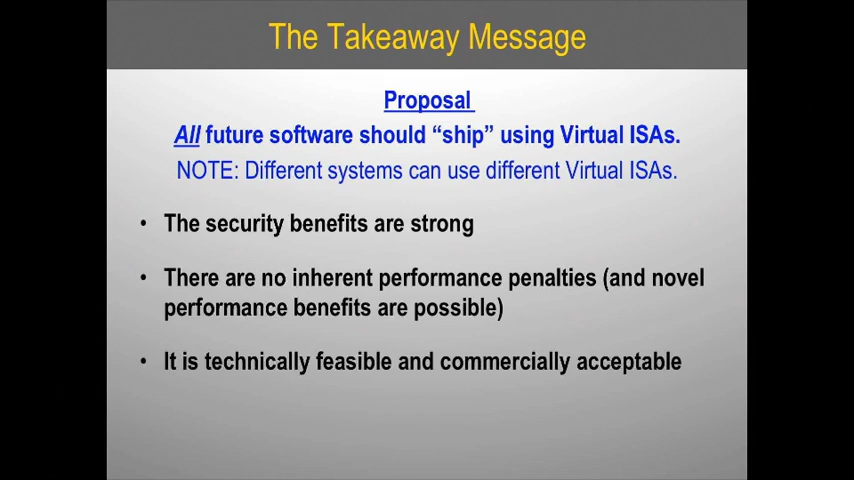 The Takeaway Message
Proposal
All future software should “ship” using Virtual ISAs.
NOTE: Different systems can use different Virtual ISAs.
• The security benefits are strong
• There are no inherent performance penalties (and novel
performance benefits are possible)
• It is technically feasible and commercially acceptable